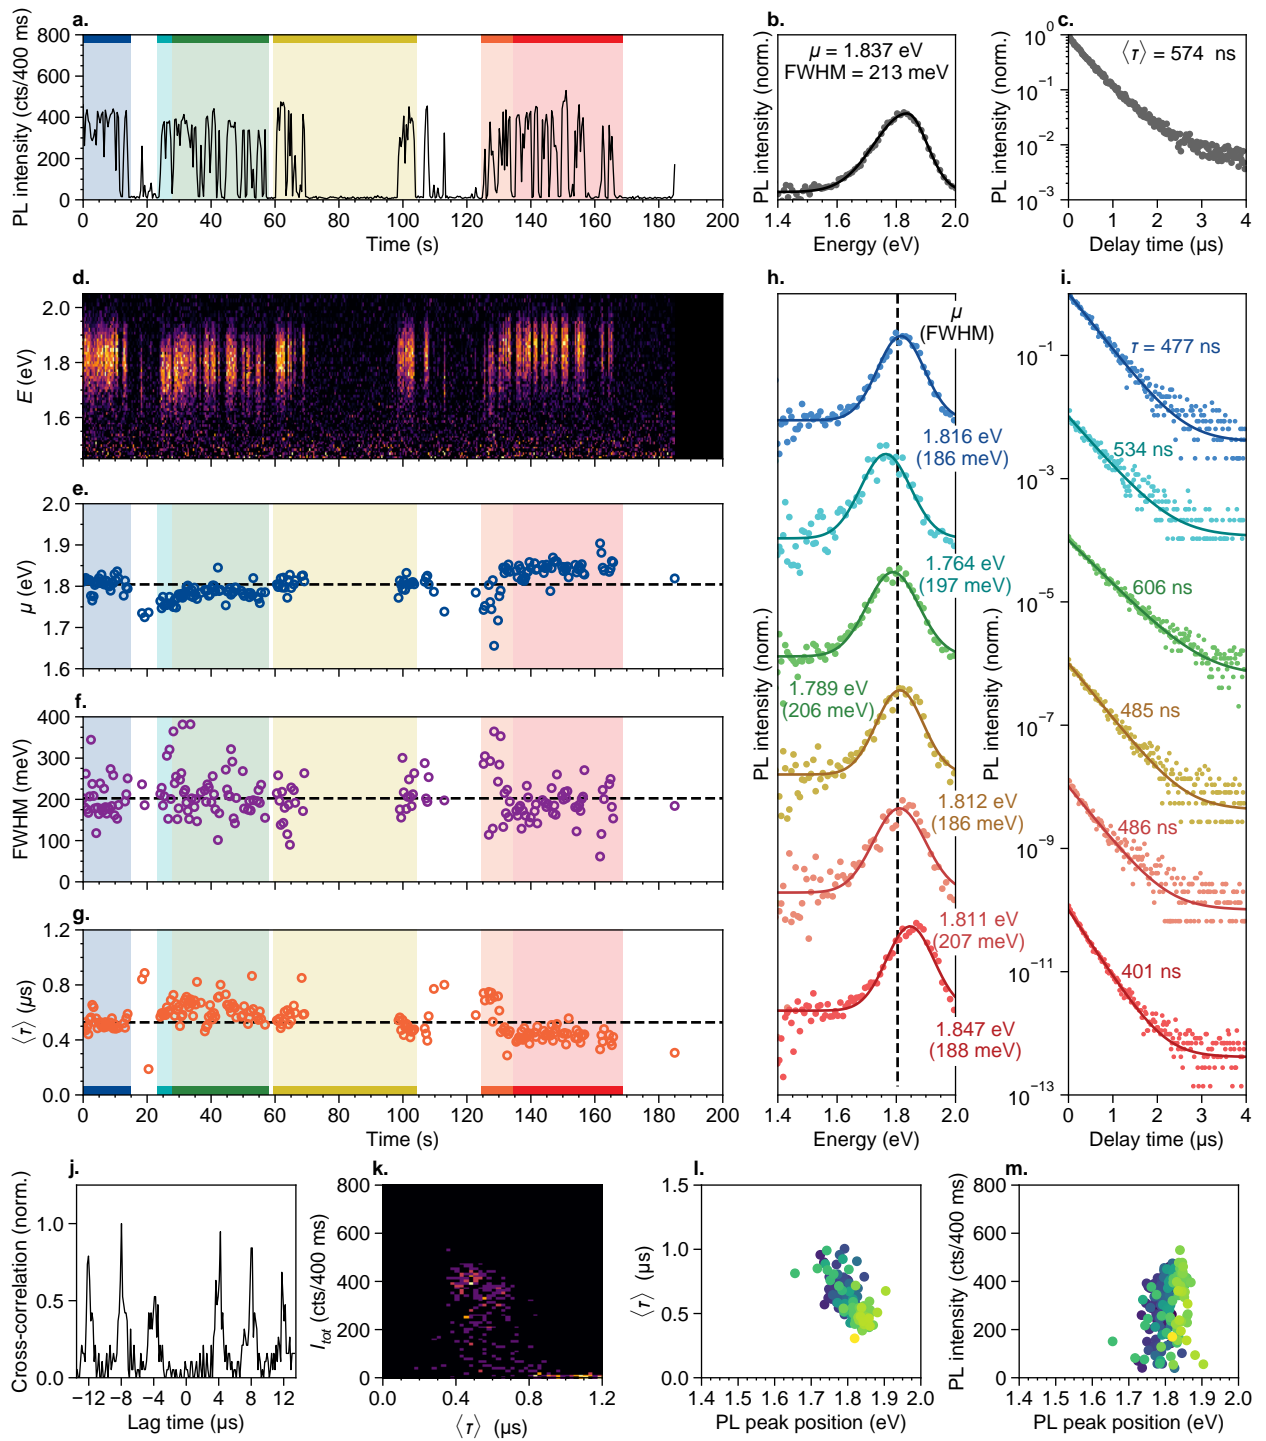 a.
PL intensity (cts/400 ms)
800
600
400
200
0
0 20 40 60 80 100 120 140 160 180 200
Time (s)
b.
PL intensity (norm.)
μ = 1.837 eV
FWHM = 213 meV
1.4 1.6 1.8 2.0
Energy (eV)
c.
PL intensity (norm.)
10⁰
10⁻¹
10⁻²
10⁻³
⟨τ⟩ = 574 ns
0 1 2 3 4
Delay time (μs)
d.
E (eV)
2.0
1.8
1.6
e.
μ (eV)
2.0
1.9
1.8
1.7
1.6
f.
FWHM (meV)
400
300
200
100
0
g.
⟨τ⟩ (μs)
1.2
0.8
0.4
0.0
0 20 40 60 80 100 120 140 160 180 200
Time (s)
h.
PL intensity (norm.)
μ
(FWHM)
1.816 eV
(186 meV)
1.764 eV
(197 meV)
1.789 eV
(206 meV)
1.812 eV
(186 meV)
1.811 eV
(207 meV)
1.847 eV
(188 meV)
1.4 1.6 1.8 2.0
Energy (eV)
i.
PL intensity (norm.)
10⁻¹
10⁻³
10⁻⁵
10⁻⁷
10⁻⁹
10⁻¹¹
10⁻¹³
τ = 477 ns
534 ns
606 ns
485 ns
486 ns
401 ns
0 1 2 3 4
Delay time (μs)
j.
Cross-correlation (norm.)
1.0
0.5
0.0
−12 −8 −4 0 4 8 12
Lag time (μs)
k.
I_tot (cts/400 ms)
800
600
400
200
0
0.0 0.4 0.8 1.2
⟨τ⟩ (μs)
l.
⟨τ⟩ (μs)
1.5
1.0
0.5
0.0
1.4 1.5 1.6 1.7 1.8 1.9 2.0
PL peak position (eV)
m.
PL intensity (cts/400 ms)
800
600
400
200
0
1.4 1.5 1.6 1.7 1.8 1.9 2.0
PL peak position (eV)